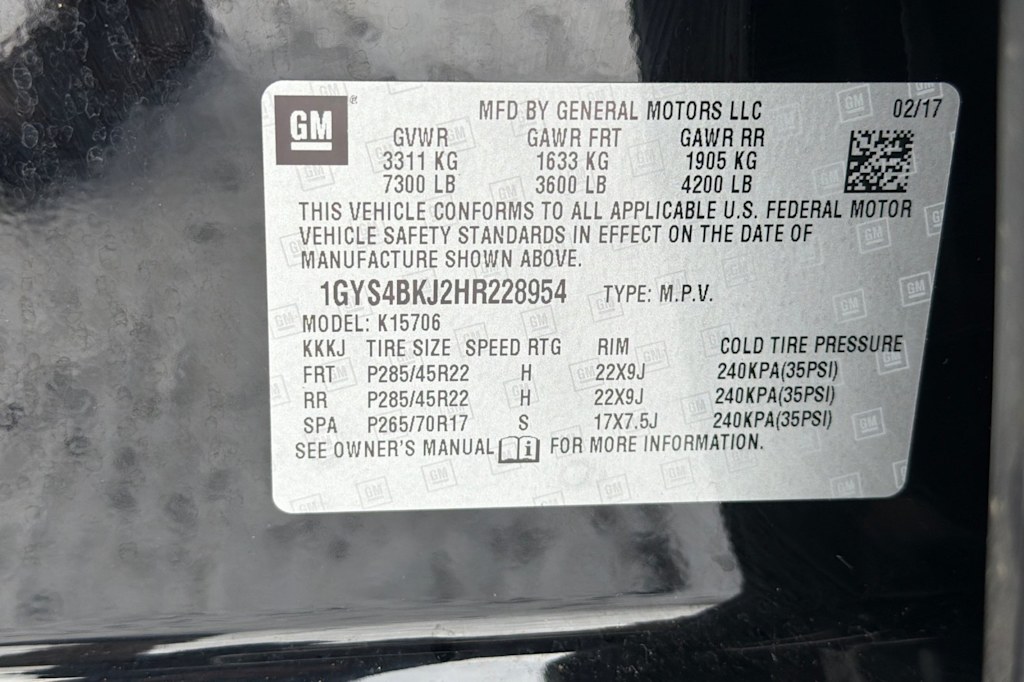 GM ®
MFD BY GENERAL MOTORS LLC 02/17
GVWR GAWR FRT GAWR RR
3311 KG 1633 KG 1905 KG
7300 LB 3600 LB 4200 LB
THIS VEHICLE CONFORMS TO ALL APPLICABLE U.S. FEDERAL MOTOR
VEHICLE SAFETY STANDARDS IN EFFECT ON THE DATE OF
MANUFACTURE SHOWN ABOVE.
1GYS4BKJ2HR228954 TYPE: M.P.V.
MODEL: K15706
KKKJ TIRE SIZE SPEED RTG RIM COLD TIRE PRESSURE
FRT P285/45R22 H 22X9J 240KPA(35PSI)
RR P285/45R22 H 22X9J 240KPA(35PSI)
SPA P265/70R17 S 17X7.5J 240KPA(35PSI)
SEE OWNER'S MANUAL i FOR MORE INFORMATION.